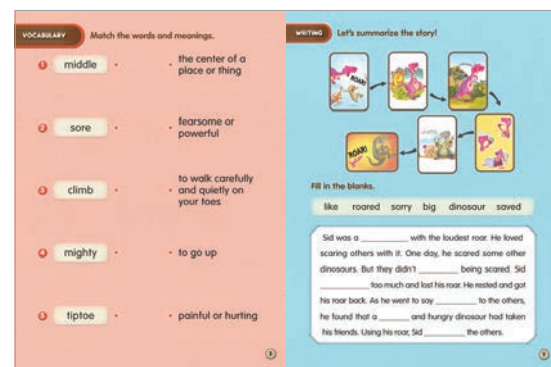 VOCABULARY
Match the words and meanings.
1 middle
the center of a
place or thing
2 sore
fearsome or
powerful
3 climb
to walk carefully
and quietly on
your toes
4 mighty
to go up
5 tiptoe
painful or hurting
WRITING
Let's summarize the story!
ROAR!
ROAR!
Fill in the blanks.
like roared sorry big dinosaur saved
Sid was a __________ with the loudest roar. He loved
scaring others with it. One day, he scared some other
dinosaurs. But they didn't ________ being scared. Sid
__________ too much and lost his roar. He rested and got
his roar back. As he went to say ________ to the others,
he found that a ______ and hungry dinosaur had taken
his friends. Using his roar, Sid ________ the others.